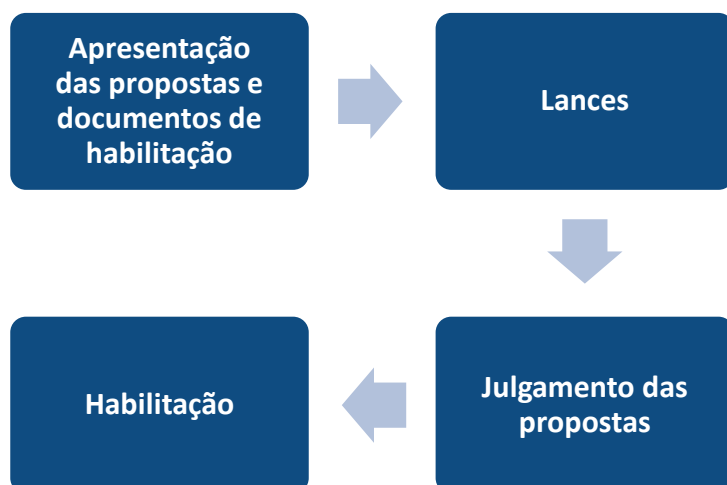 Apresentação
das propostas e
documentos de
habilitação
Lances
Julgamento das
propostas
Habilitação